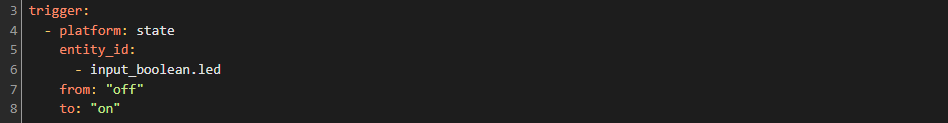 3 trigger:
4   - platform: state
5     entity_id:
6       - input_boolean.led
7     from: "off"
8     to: "on"